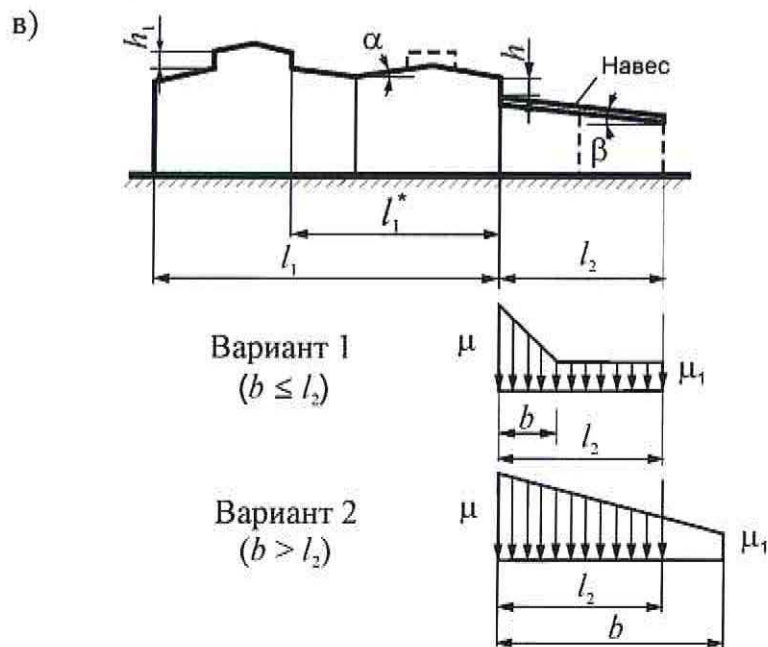 в)
h₁
α
h
Навес
β
l₁*
l₁
l₂
Вариант 1
(b ≤ l₂)
μ
μ₁
b
l₂
Вариант 2
(b > l₂)
μ
μ₁
l₂
b